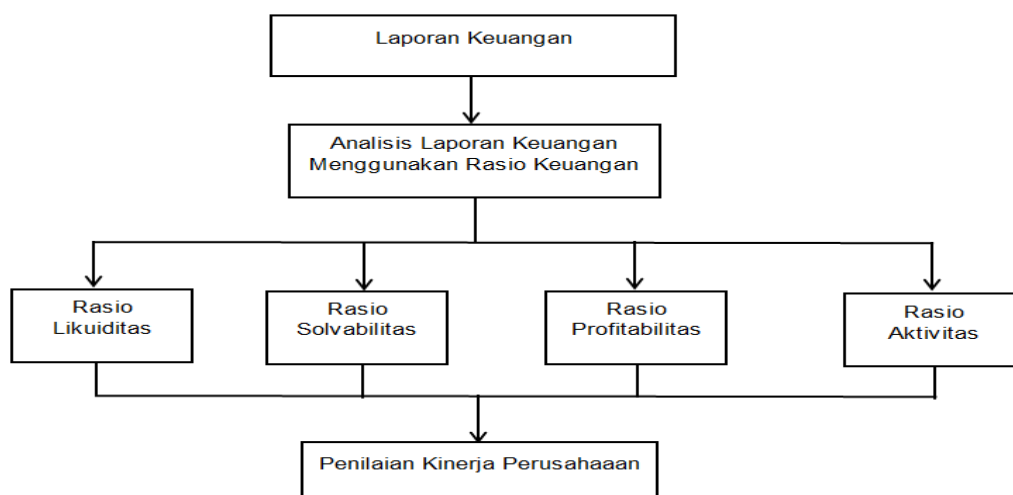 Laporan Keuangan
Analisis Laporan Keuangan
Menggunakan Rasio Keuangan
Rasio
Likuiditas
Rasio
Solvabilitas
Rasio
Profitabilitas
Rasio
Aktivitas
Penilaian Kinerja Perusahaaan